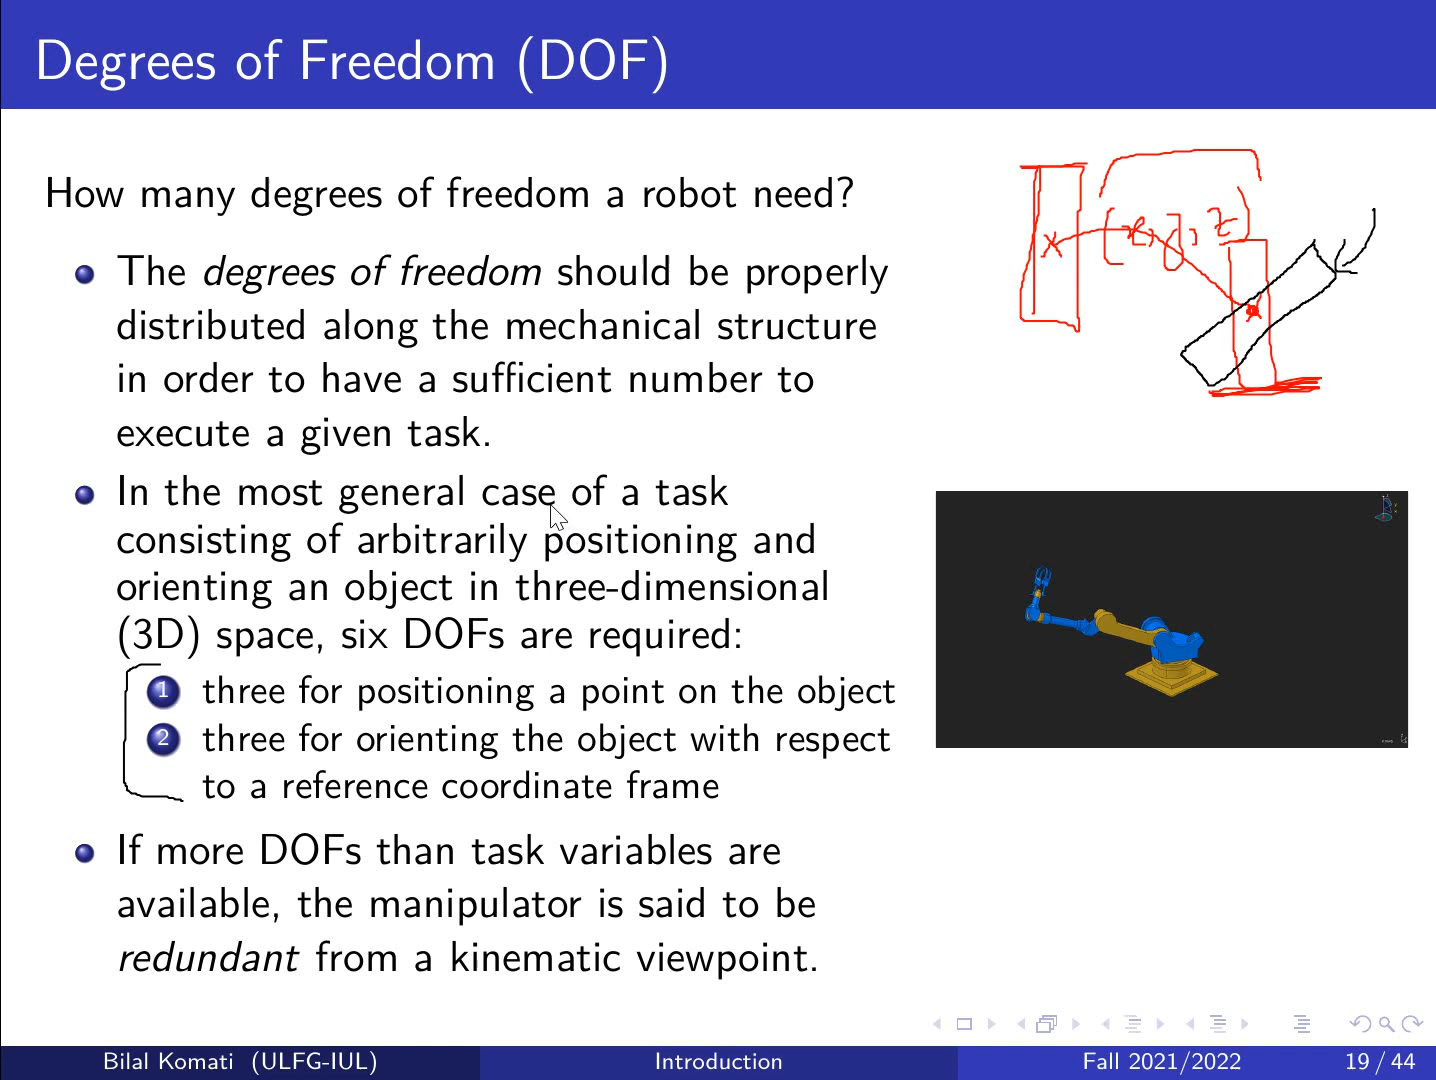 Degrees of Freedom (DOF)
How many degrees of freedom a robot need?
The degrees of freedom should be properly
distributed along the mechanical structure
in order to have a sufficient number to
execute a given task.
In the most general case of a task
consisting of arbitrarily positioning and
orienting an object in three-dimensional
(3D) space, six DOFs are required:
1 three for positioning a point on the object
2 three for orienting the object with respect
to a reference coordinate frame
If more DOFs than task variables are
available, the manipulator is said to be
redundant from a kinematic viewpoint.
(x, y, z)
Bilal Komati (ULFG-IUL)
Introduction
Fall 2021/2022
19 / 44